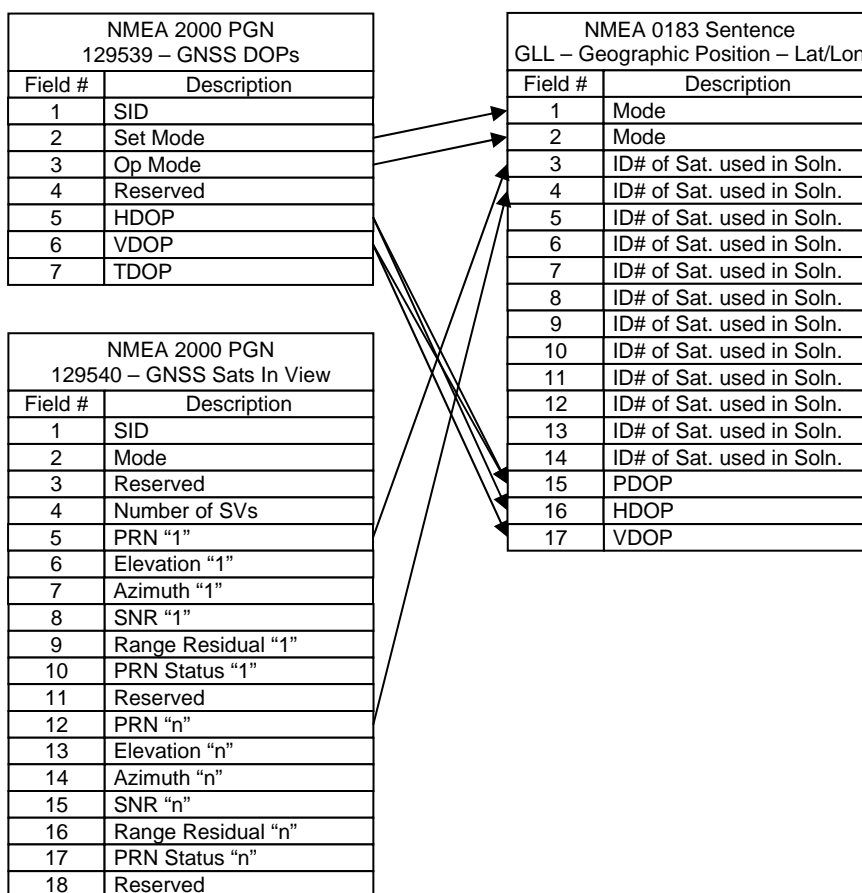 NMEA 2000 PGN
129539 – GNSS DOPs
Field # Description
1 SID
2 Set Mode
3 Op Mode
4 Reserved
5 HDOP
6 VDOP
7 TDOP
NMEA 2000 PGN
129540 – GNSS Sats In View
Field # Description
1 SID
2 Mode
3 Reserved
4 Number of SVs
5 PRN “1”
6 Elevation “1”
7 Azimuth “1”
8 SNR “1”
9 Range Residual “1”
10 PRN Status “1”
11 Reserved
12 PRN “n”
13 Elevation “n”
14 Azimuth “n”
15 SNR “n”
16 Range Residual “n”
17 PRN Status “n”
18 Reserved
NMEA 0183 Sentence
GLL – Geographic Position – Lat/Lon
Field # Description
1 Mode
2 Mode
3 ID# of Sat. used in Soln.
4 ID# of Sat. used in Soln.
5 ID# of Sat. used in Soln.
6 ID# of Sat. used in Soln.
7 ID# of Sat. used in Soln.
8 ID# of Sat. used in Soln.
9 ID# of Sat. used in Soln.
10 ID# of Sat. used in Soln.
11 ID# of Sat. used in Soln.
12 ID# of Sat. used in Soln.
13 ID# of Sat. used in Soln.
14 ID# of Sat. used in Soln.
15 PDOP
16 HDOP
17 VDOP